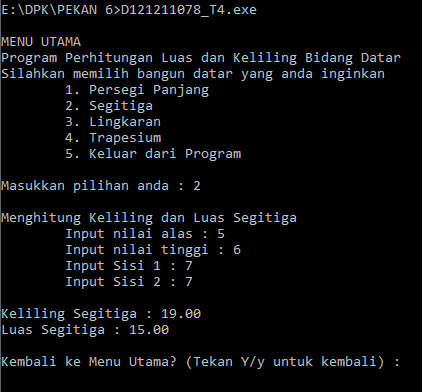 E:\DPK\PEKAN 6>D121211078_T4.exe
MENU UTAMA
Program Perhitungan Luas dan Keliling Bidang Datar
Silahkan memilih bangun datar yang anda inginkan
1. Persegi Panjang
2. Segitiga
3. Lingkaran
4. Trapesium
5. Keluar dari Program
Masukkan pilihan anda : 2
Menghitung Keliling dan Luas Segitiga
Input nilai alas : 5
Input nilai tinggi : 6
Input Sisi 1 : 7
Input Sisi 2 : 7
Keliling Segitiga : 19.00
Luas Segitiga : 15.00
Kembali ke Menu Utama? (Tekan Y/y untuk kembali) :